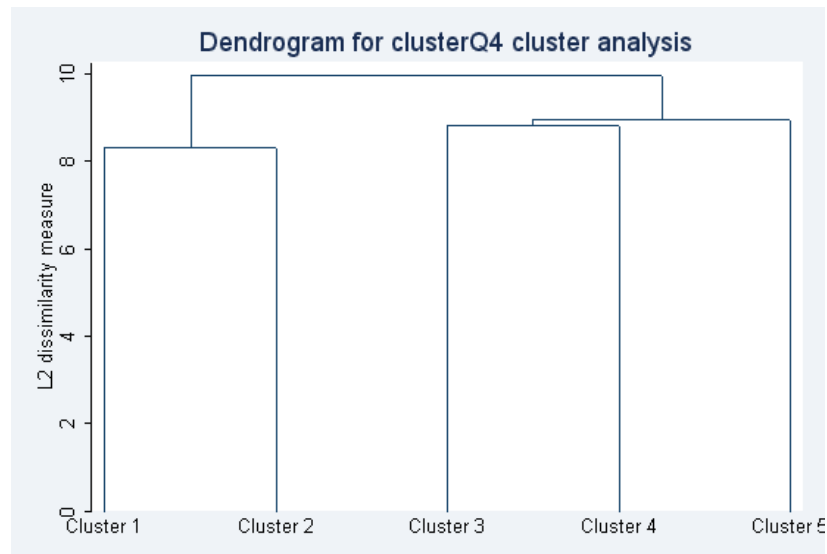 Dendrogram for clusterQ4 cluster analysis
L2 dissimilarity measure
10
8
6
4
2
0
Cluster 1 Cluster 2 Cluster 3 Cluster 4 Cluster 5